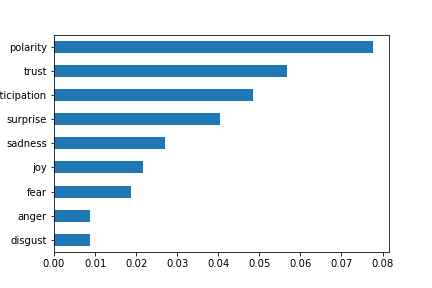 polarity
trust
ticipation
surprise
sadness
joy
fear
anger
disgust
0.00 0.01 0.02 0.03 0.04 0.05 0.06 0.07 0.08